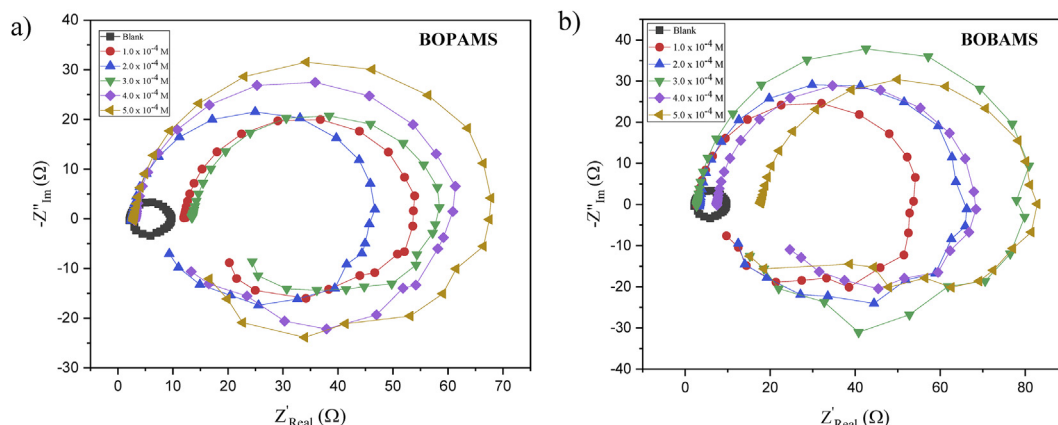 a)
BOPAMS
Blank
1.0 x 10⁻⁴ M
2.0 x 10⁻⁴ M
3.0 x 10⁻⁴ M
4.0 x 10⁻⁴ M
5.0 x 10⁻⁴ M
-Z''Im (Ω)
40
30
20
10
0
-10
-20
-30
0 10 20 30 40 50 60 70
Z'Real (Ω)
b)
BOBAMS
Blank
1.0 x 10⁻⁴ M
2.0 x 10⁻⁴ M
3.0 x 10⁻⁴ M
4.0 x 10⁻⁴ M
5.0 x 10⁻⁴ M
-Z''Im (Ω)
40
30
20
10
0
-10
-20
-30
-40
0 20 40 60 80
Z'Real (Ω)